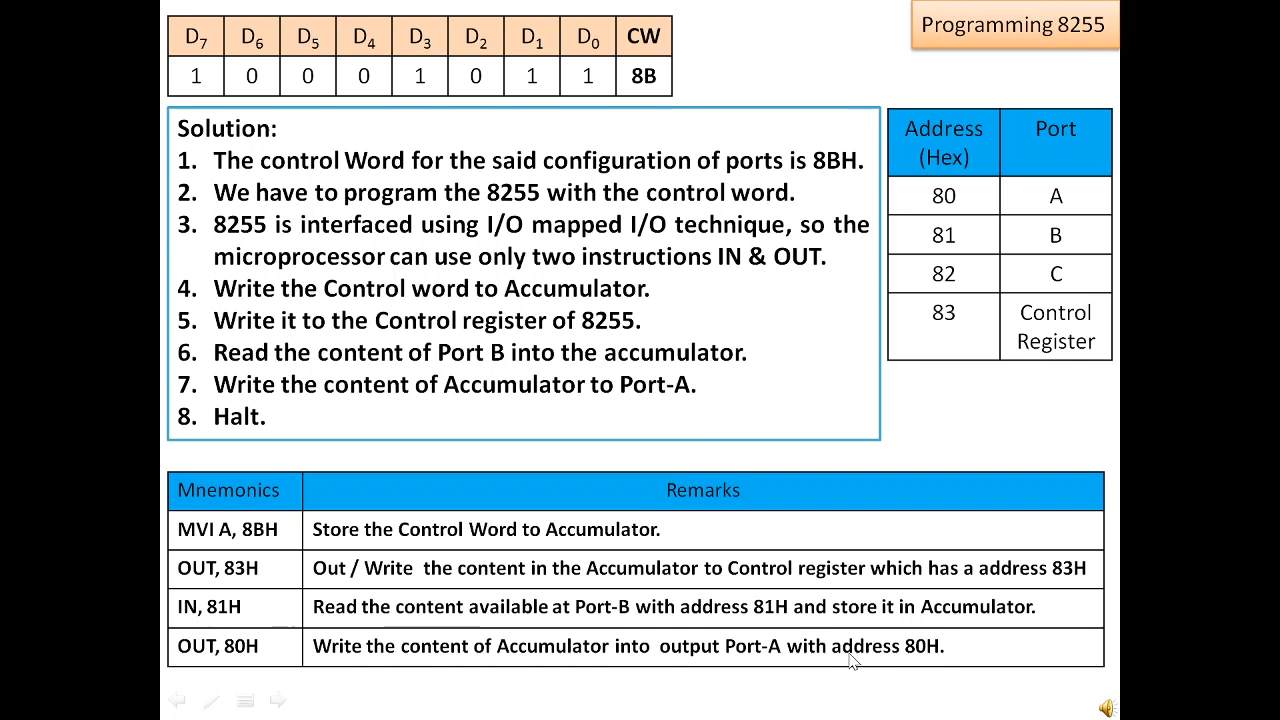 Programming 8255
D7 D6 D5 D4 D3 D2 D1 D0 CW
1 0 0 0 1 0 1 1 8B
Solution:
1. The control Word for the said configuration of ports is 8BH.
2. We have to program the 8255 with the control word.
3. 8255 is interfaced using I/O mapped I/O technique, so the
microprocessor can use only two instructions IN & OUT.
4. Write the Control word to Accumulator.
5. Write it to the Control register of 8255.
6. Read the content of Port B into the accumulator.
7. Write the content of Accumulator to Port-A.
8. Halt.
Address Port
(Hex)
80 A
81 B
82 C
83 Control
Register
Mnemonics Remarks
MVI A, 8BH Store the Control Word to Accumulator.
OUT, 83H Out / Write the content in the Accumulator to Control register which has a address 83H
IN, 81H Read the content available at Port-B with address 81H and store it in Accumulator.
OUT, 80H Write the content of Accumulator into output Port-A with address 80H.